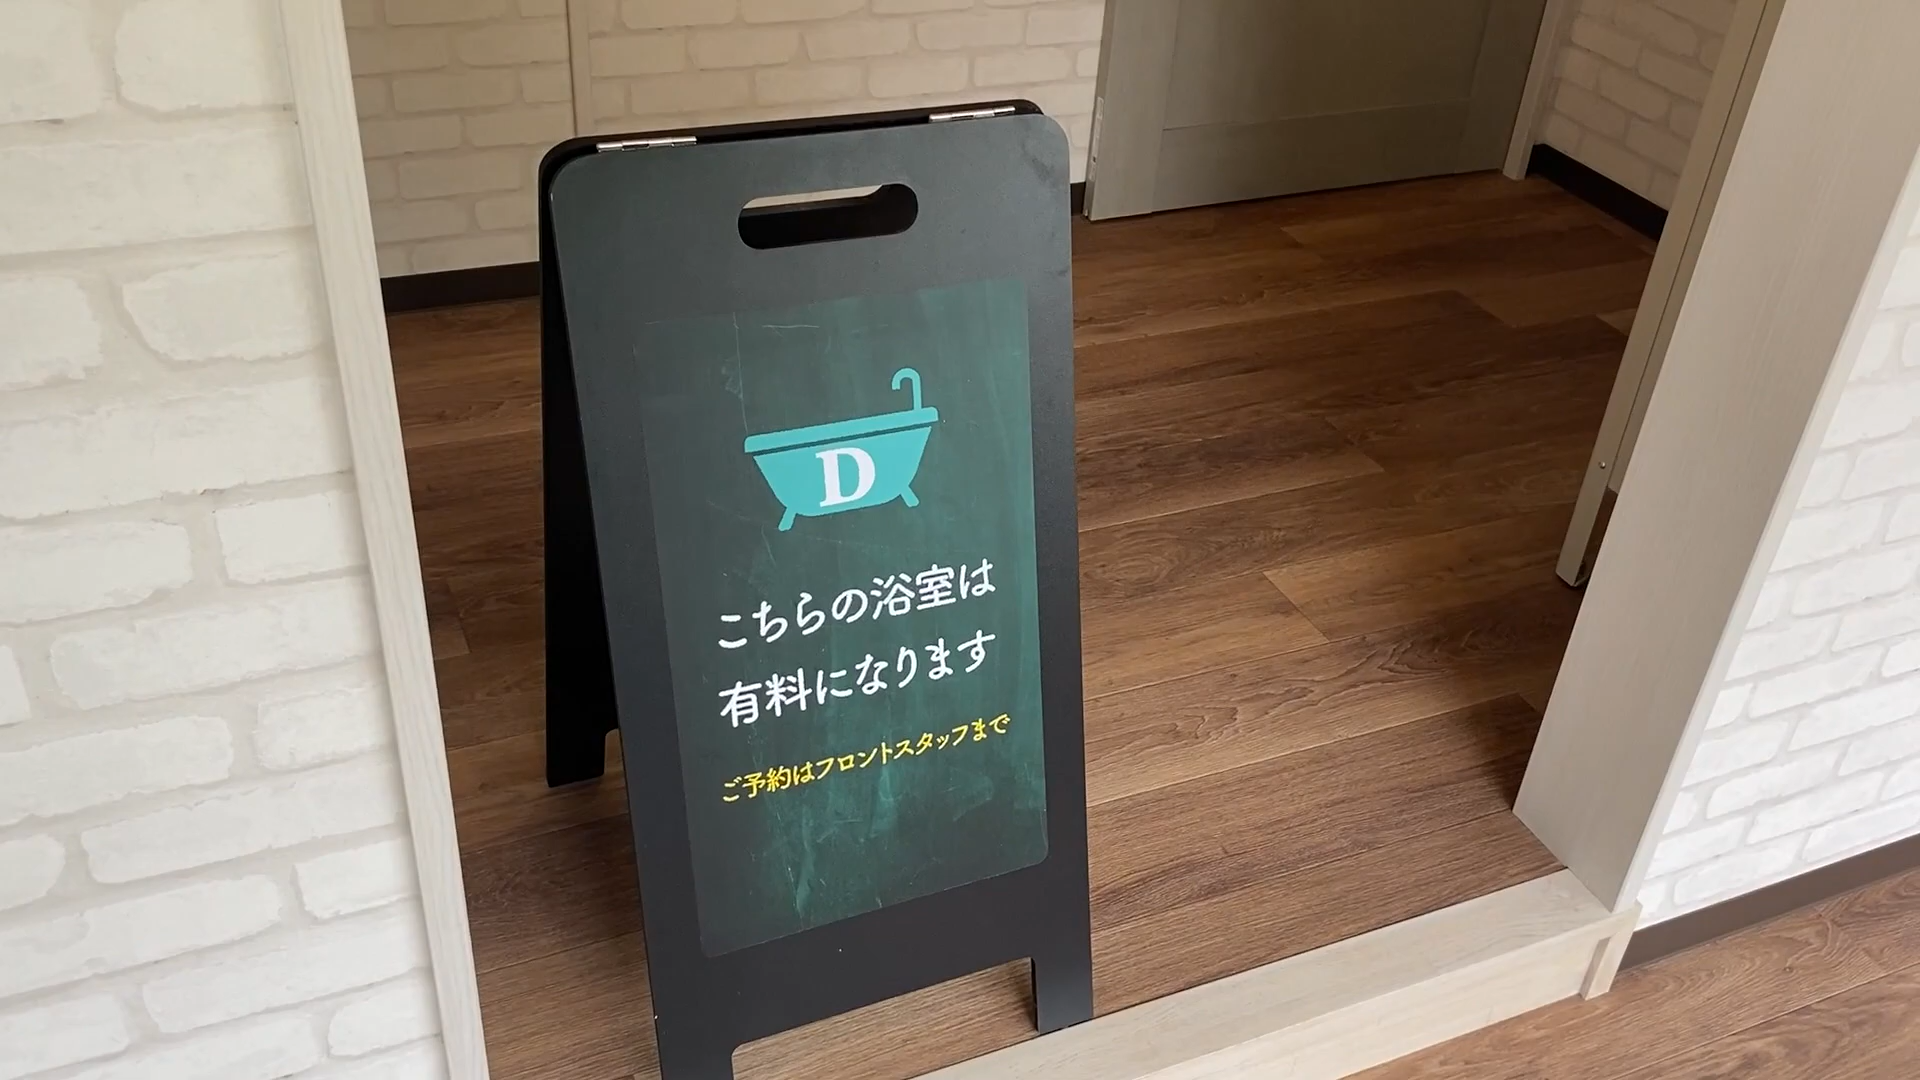 D
こちらの浴室は
有料になります
ご予約はフロントスタッフまで